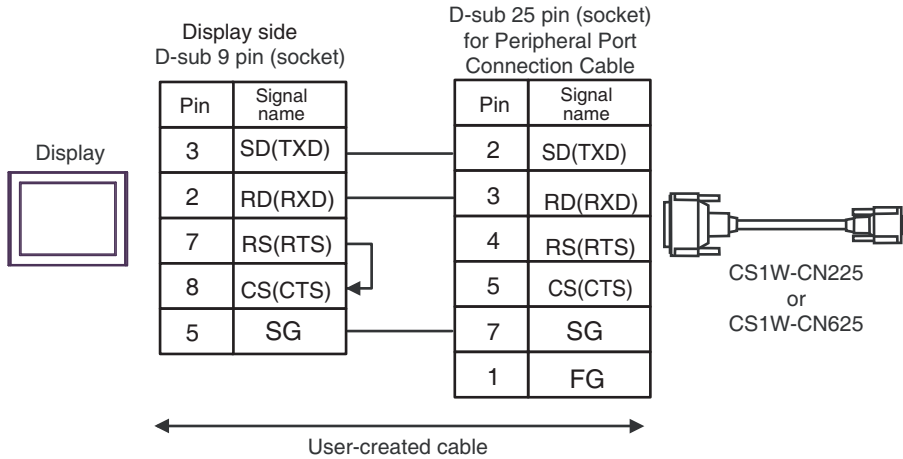 Display side
D-sub 9 pin (socket)
D-sub 25 pin (socket)
for Peripheral Port
Connection Cable
Display
Pin Signal name
3 SD(TXD)
2 RD(RXD)
7 RS(RTS)
8 CS(CTS)
5 SG
Pin Signal name
2 SD(TXD)
3 RD(RXD)
4 RS(RTS)
5 CS(CTS)
7 SG
1 FG
CS1W-CN225
or
CS1W-CN625
User-created cable